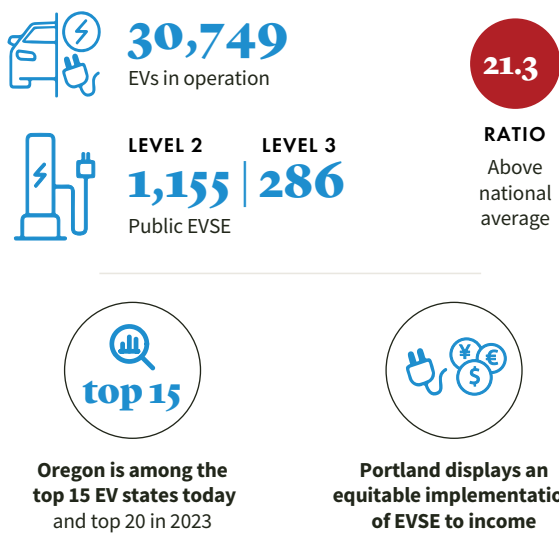 30,749
EVs in operation
21.3
RATIO
Above
national
average
LEVEL 2 LEVEL 3
1,155 | 286
Public EVSE
top 15
¥ € $
Oregon is among the
top 15 EV states today
and top 20 in 2023
Portland displays an
equitable implementatio
of EVSE to income